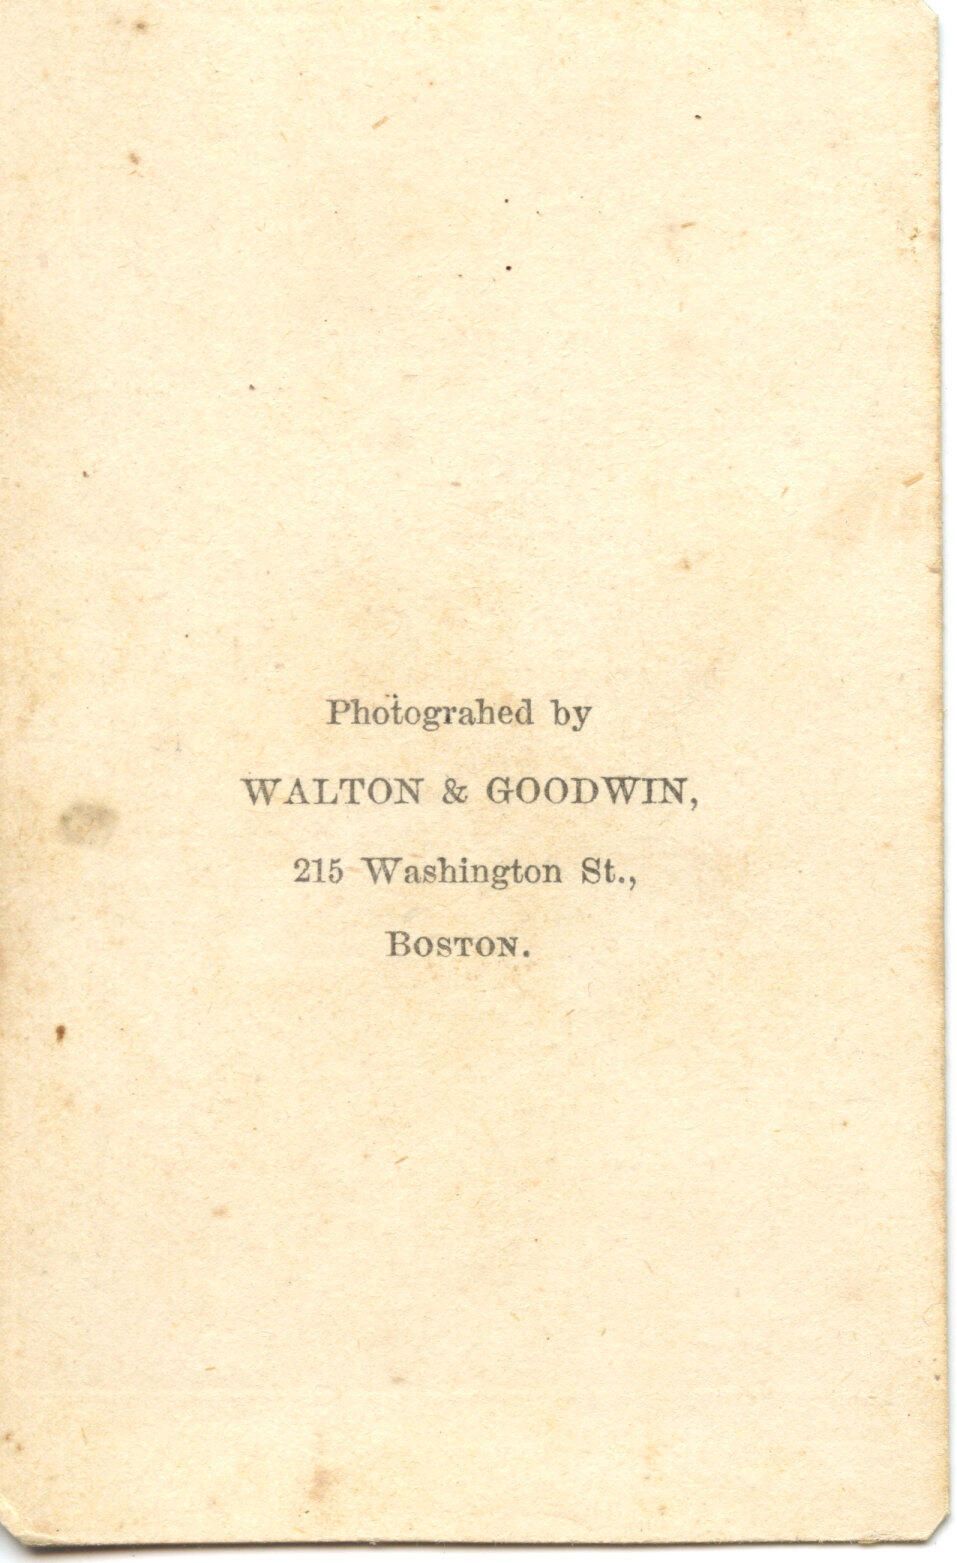 Photograhed by
WALTON & GOODWIN,
215 Washington St.,
BOSTON.